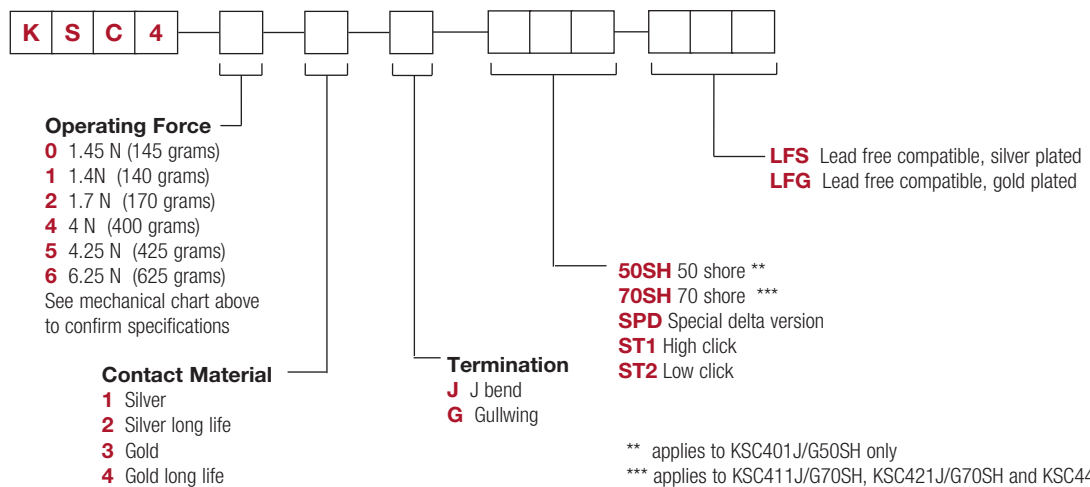 K S C 4
Operating Force
0 1.45 N (145 grams)
1 1.4N (140 grams)
2 1.7 N (170 grams)
4 4 N (400 grams)
5 4.25 N (425 grams)
6 6.25 N (625 grams)
See mechanical chart above
to confirm specifications
Contact Material
1 Silver
2 Silver long life
3 Gold
4 Gold long life
Termination
J J bend
G Gullwing
50SH 50 shore **
70SH 70 shore ***
SPD Special delta version
ST1 High click
ST2 Low click
LFS Lead free compatible, silver plated
LFG Lead free compatible, gold plated
** applies to KSC401J/G50SH only
*** applies to KSC411J/G70SH, KSC421J/G70SH and